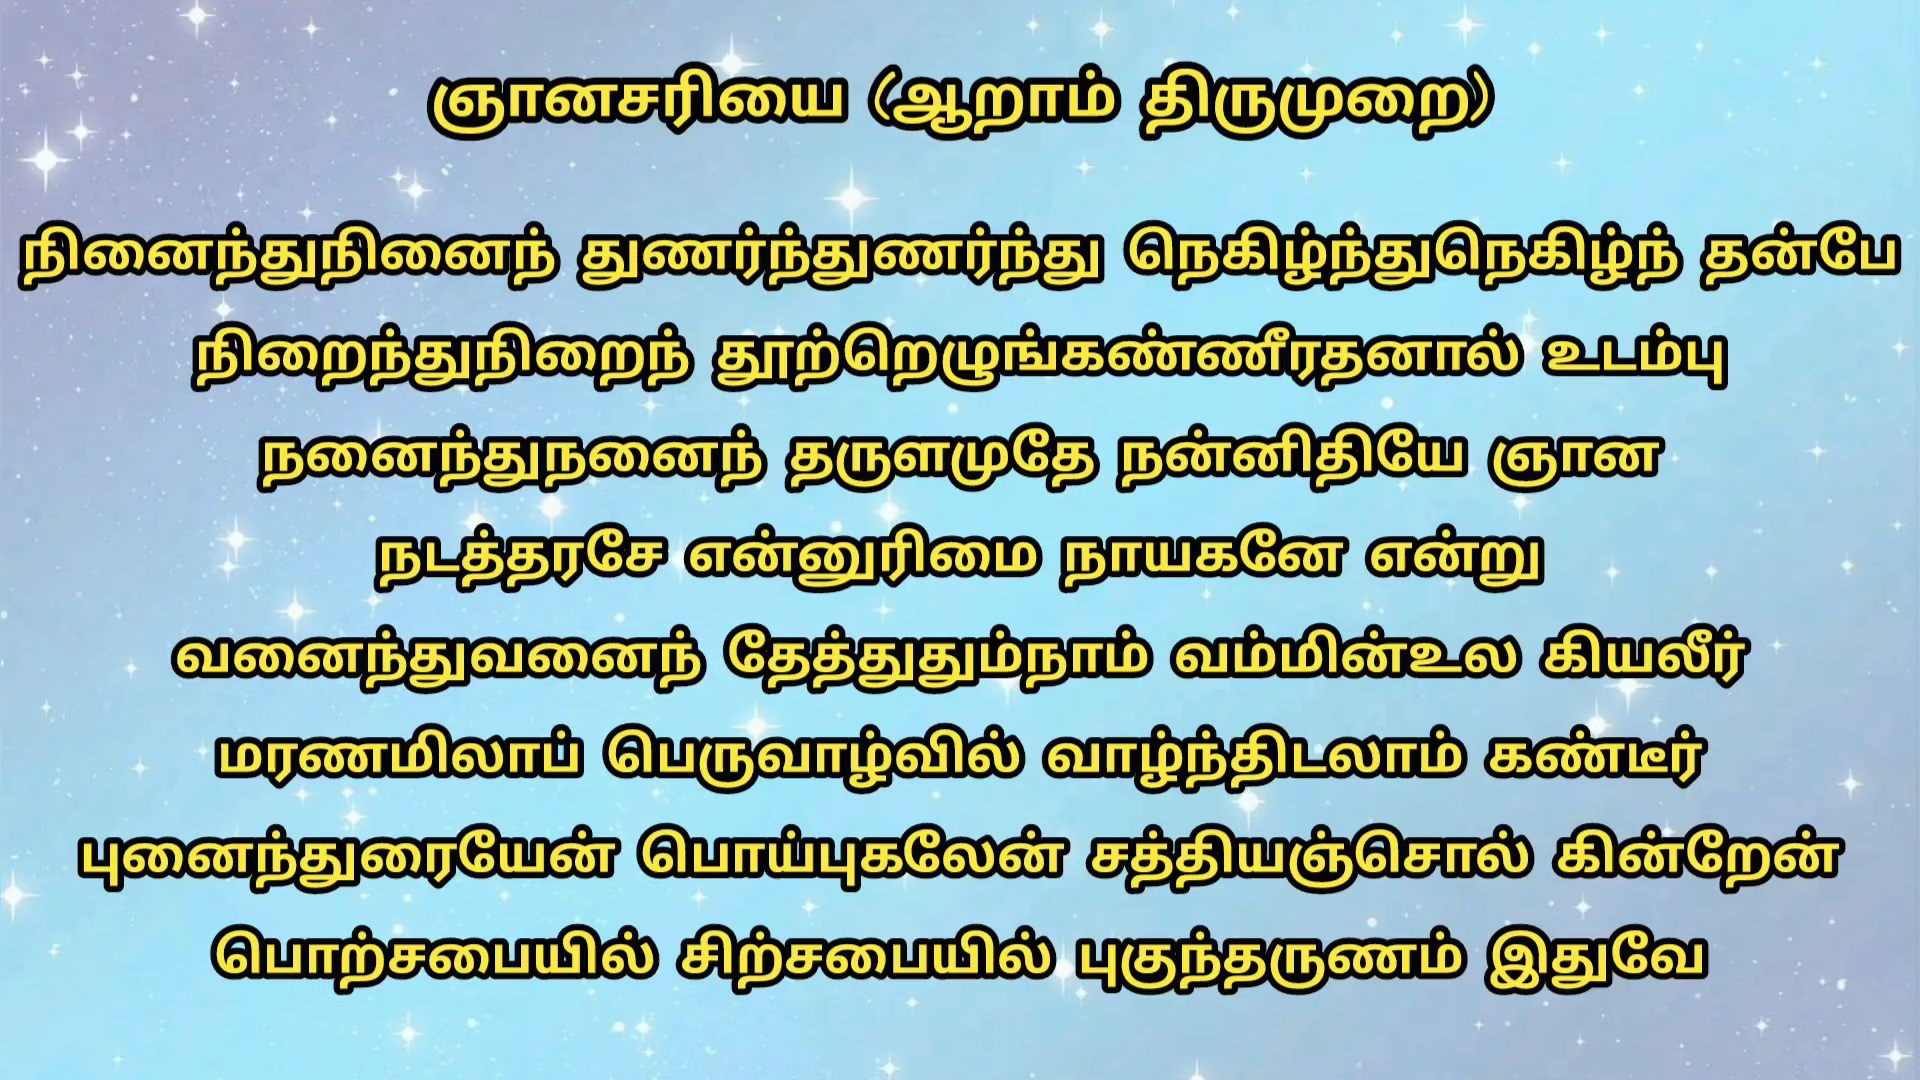 ஞானசரியை (ஆறாம் திருமுறை)
நினைந்துநினைந் துணர்ந்துணர்ந்து நெகிழ்ந்துநெகிழ்ந் தன்பே
நிறைந்துநிறைந் தூற்றெழுங்கண்ணீரதனால் உடம்பு
நனைந்துநனைந் தருளமுதே நன்னிதியே ஞான
நடத்தரசே என்னுரிமை நாயகனே என்று
வனைந்துவனைந் தேத்துதும்நாம் வம்மின்உல கியலீர்
மரணமிலாப் பெருவாழ்வில் வாழ்ந்திடலாம் கண்டீர்
புனைந்துரையேன் பொய்புகலேன் சத்தியஞ்சொல் கின்றேன்
பொற்சபையில் சிற்சபையில் புகுந்தருணம் இதுவே